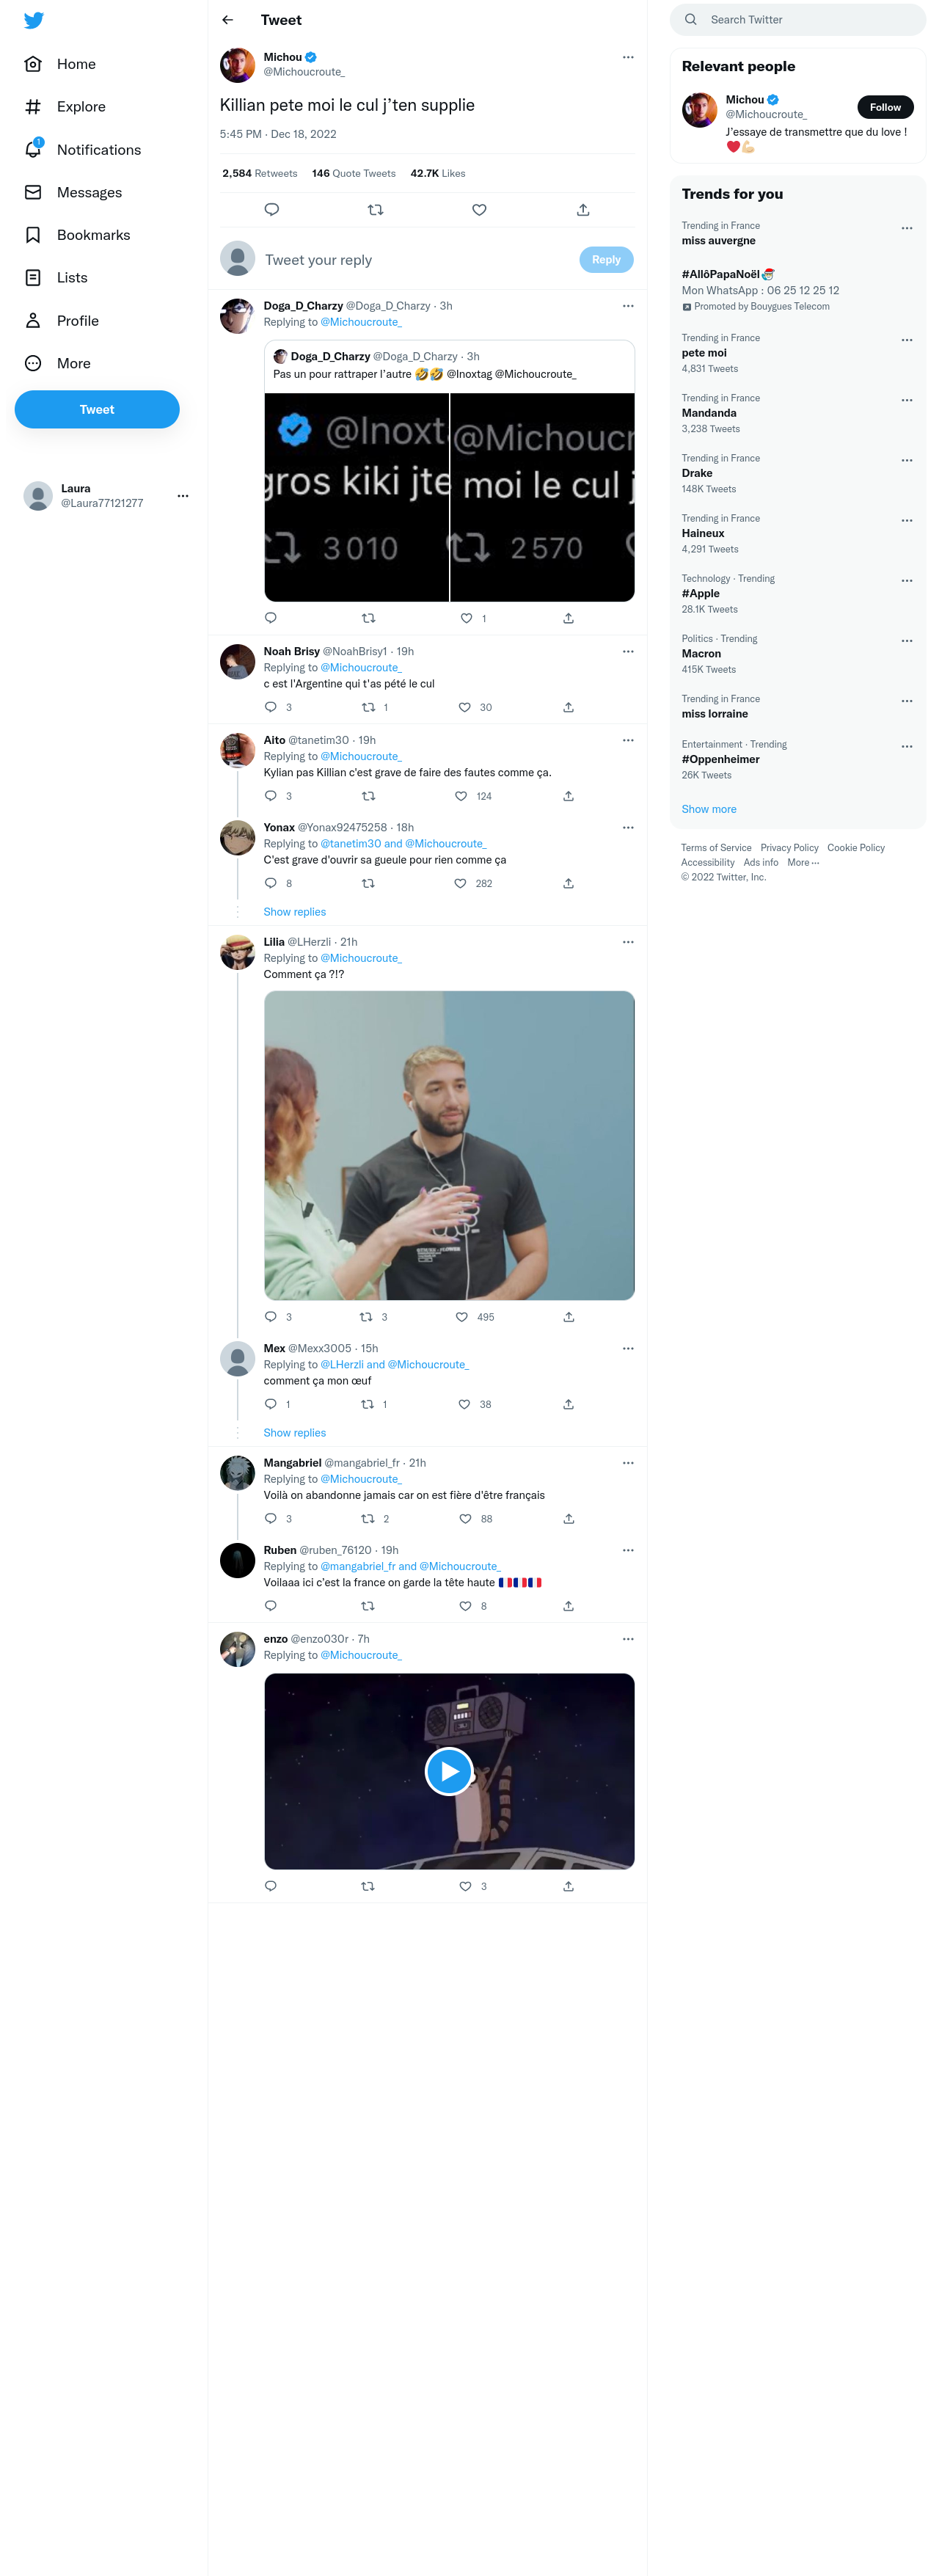 Home
Explore
1
Notifications
Messages
Bookmarks
Lists
Profile
More
Tweet
Laura
@Laura77121277
Tweet
Michou
@Michoucroute_
Killian pete moi le cul j’ten supplie
5:45 PM · Dec 18, 2022
2,584 Retweets 146 Quote Tweets 42.7K Likes
Tweet your reply
Reply
Doga_D_Charzy @Doga_D_Charzy · 3h
Replying to @Michoucroute_
Doga_D_Charzy @Doga_D_Charzy · 3h
Pas un pour rattraper l’autre 🤣🤣 @Inoxtag @Michoucroute_
@Inoxt
gros kiki jte
3 010
@Michoucr
moi le cul j
2 570
1
Noah Brisy @NoahBrisy1 · 19h
Replying to @Michoucroute_
c est l'Argentine qui t'as pété le cul
3 1 30
Aito @tanetim30 · 19h
Replying to @Michoucroute_
Kylian pas Killian c'est grave de faire des fautes comme ça.
3 124
Yonax @Yonax92475258 · 18h
Replying to @tanetim30 and @Michoucroute_
C'est grave d'ouvrir sa gueule pour rien comme ça
8 282
Show replies
Lilia @LHerzli · 21h
Replying to @Michoucroute_
Comment ça ?!?
3 3 495
Mex @Mexx3005 · 15h
Replying to @LHerzli and @Michoucroute_
comment ça mon œuf
1 1 38
Show replies
Mangabriel @mangabriel_fr · 21h
Replying to @Michoucroute_
Voilà on abandonne jamais car on est fière d'être français
3 2 88
Ruben @ruben_76120 · 19h
Replying to @mangabriel_fr and @Michoucroute_
Voilaaa ici c’est la france on garde la tête haute 🇫🇷🇫🇷🇫🇷
8
enzo @enzo030r · 7h
Replying to @Michoucroute_
3
Search Twitter
Relevant people
Michou
@Michoucroute_
Follow
J’essaye de transmettre que du love !
❤️💪🏻
Trends for you
Trending in France
miss auvergne
#AllôPapaNoël
Mon WhatsApp : 06 25 12 25 12
Promoted by Bouygues Telecom
Trending in France
pete moi
4,831 Tweets
Trending in France
Mandanda
3,238 Tweets
Trending in France
Drake
148K Tweets
Trending in France
Haineux
4,291 Tweets
Technology · Trending
#Apple
28.1K Tweets
Politics · Trending
Macron
415K Tweets
Trending in France
miss lorraine
Entertainment · Trending
#Oppenheimer
26K Tweets
Show more
Terms of Service Privacy Policy Cookie Policy
Accessibility Ads info More ···
© 2022 Twitter, Inc.